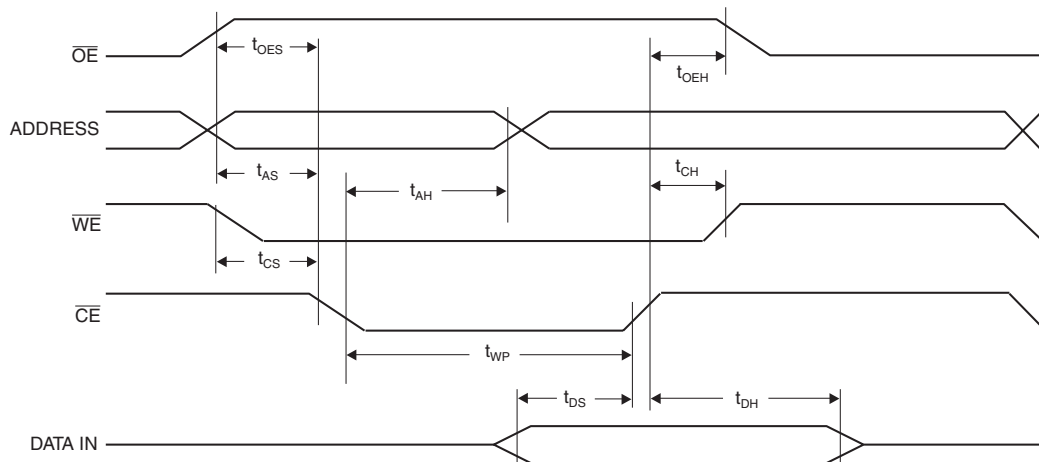 OE
tOES
tOEH
ADDRESS
tAS
tAH
tCH
WE
tCS
CE
tWP
tDS
tDH
DATA IN